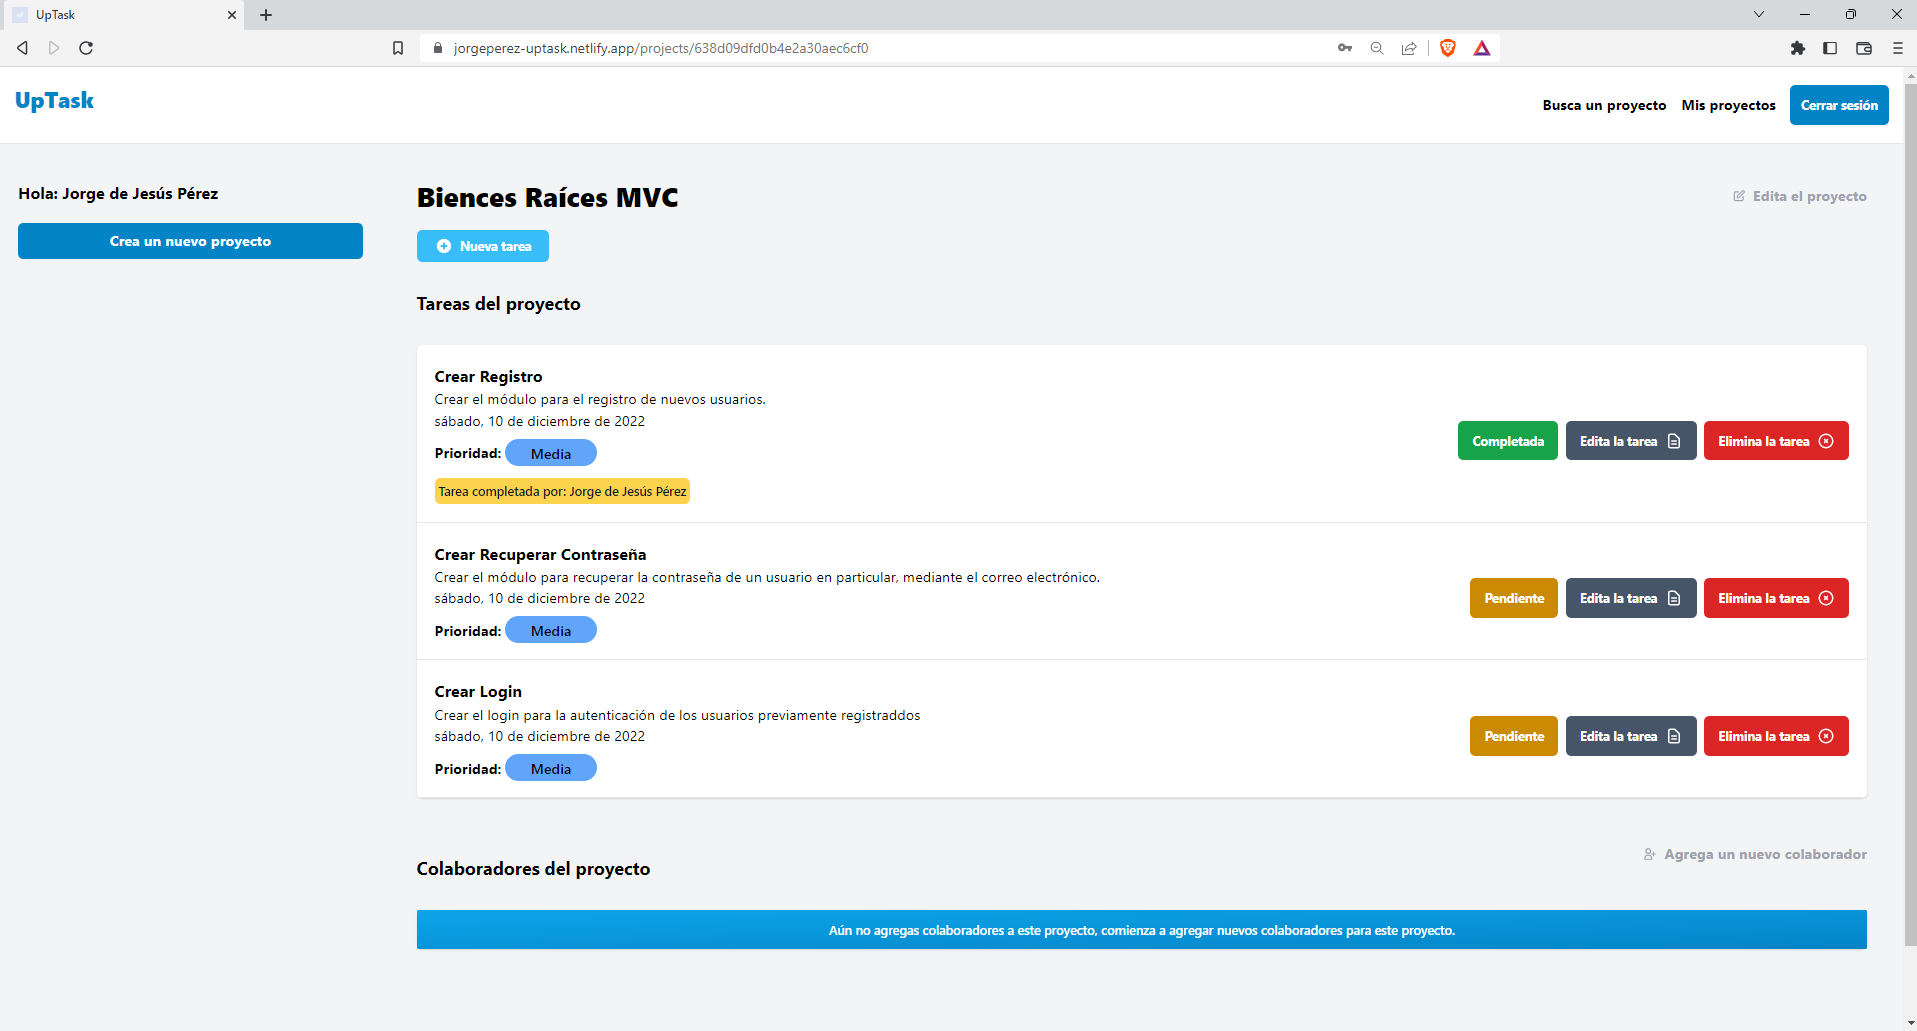 UpTask
jorgeperez-uptask.netlify.app/projects/638d09dfd0b4e2a30aec6cf0
UpTask
Busca un proyecto
Mis proyectos
Cerrar sesión
Hola: Jorge de Jesús Pérez
Crea un nuevo proyecto
Biences Raíces MVC
Edita el proyecto
Nueva tarea
Tareas del proyecto
Crear Registro
Crear el módulo para el registro de nuevos usuarios.
sábado, 10 de diciembre de 2022
Prioridad: Media
Tarea completada por: Jorge de Jesús Pérez
Completada
Edita la tarea
Elimina la tarea
Crear Recuperar Contraseña
Crear el módulo para recuperar la contraseña de un usuario en particular, mediante el correo electrónico.
sábado, 10 de diciembre de 2022
Prioridad: Media
Pendiente
Edita la tarea
Elimina la tarea
Crear Login
Crear el login para la autenticación de los usuarios previamente registraddos
sábado, 10 de diciembre de 2022
Prioridad: Media
Pendiente
Edita la tarea
Elimina la tarea
Colaboradores del proyecto
Agrega un nuevo colaborador
Aún no agregas colaboradores a este proyecto, comienza a agregar nuevos colaboradores para este proyecto.